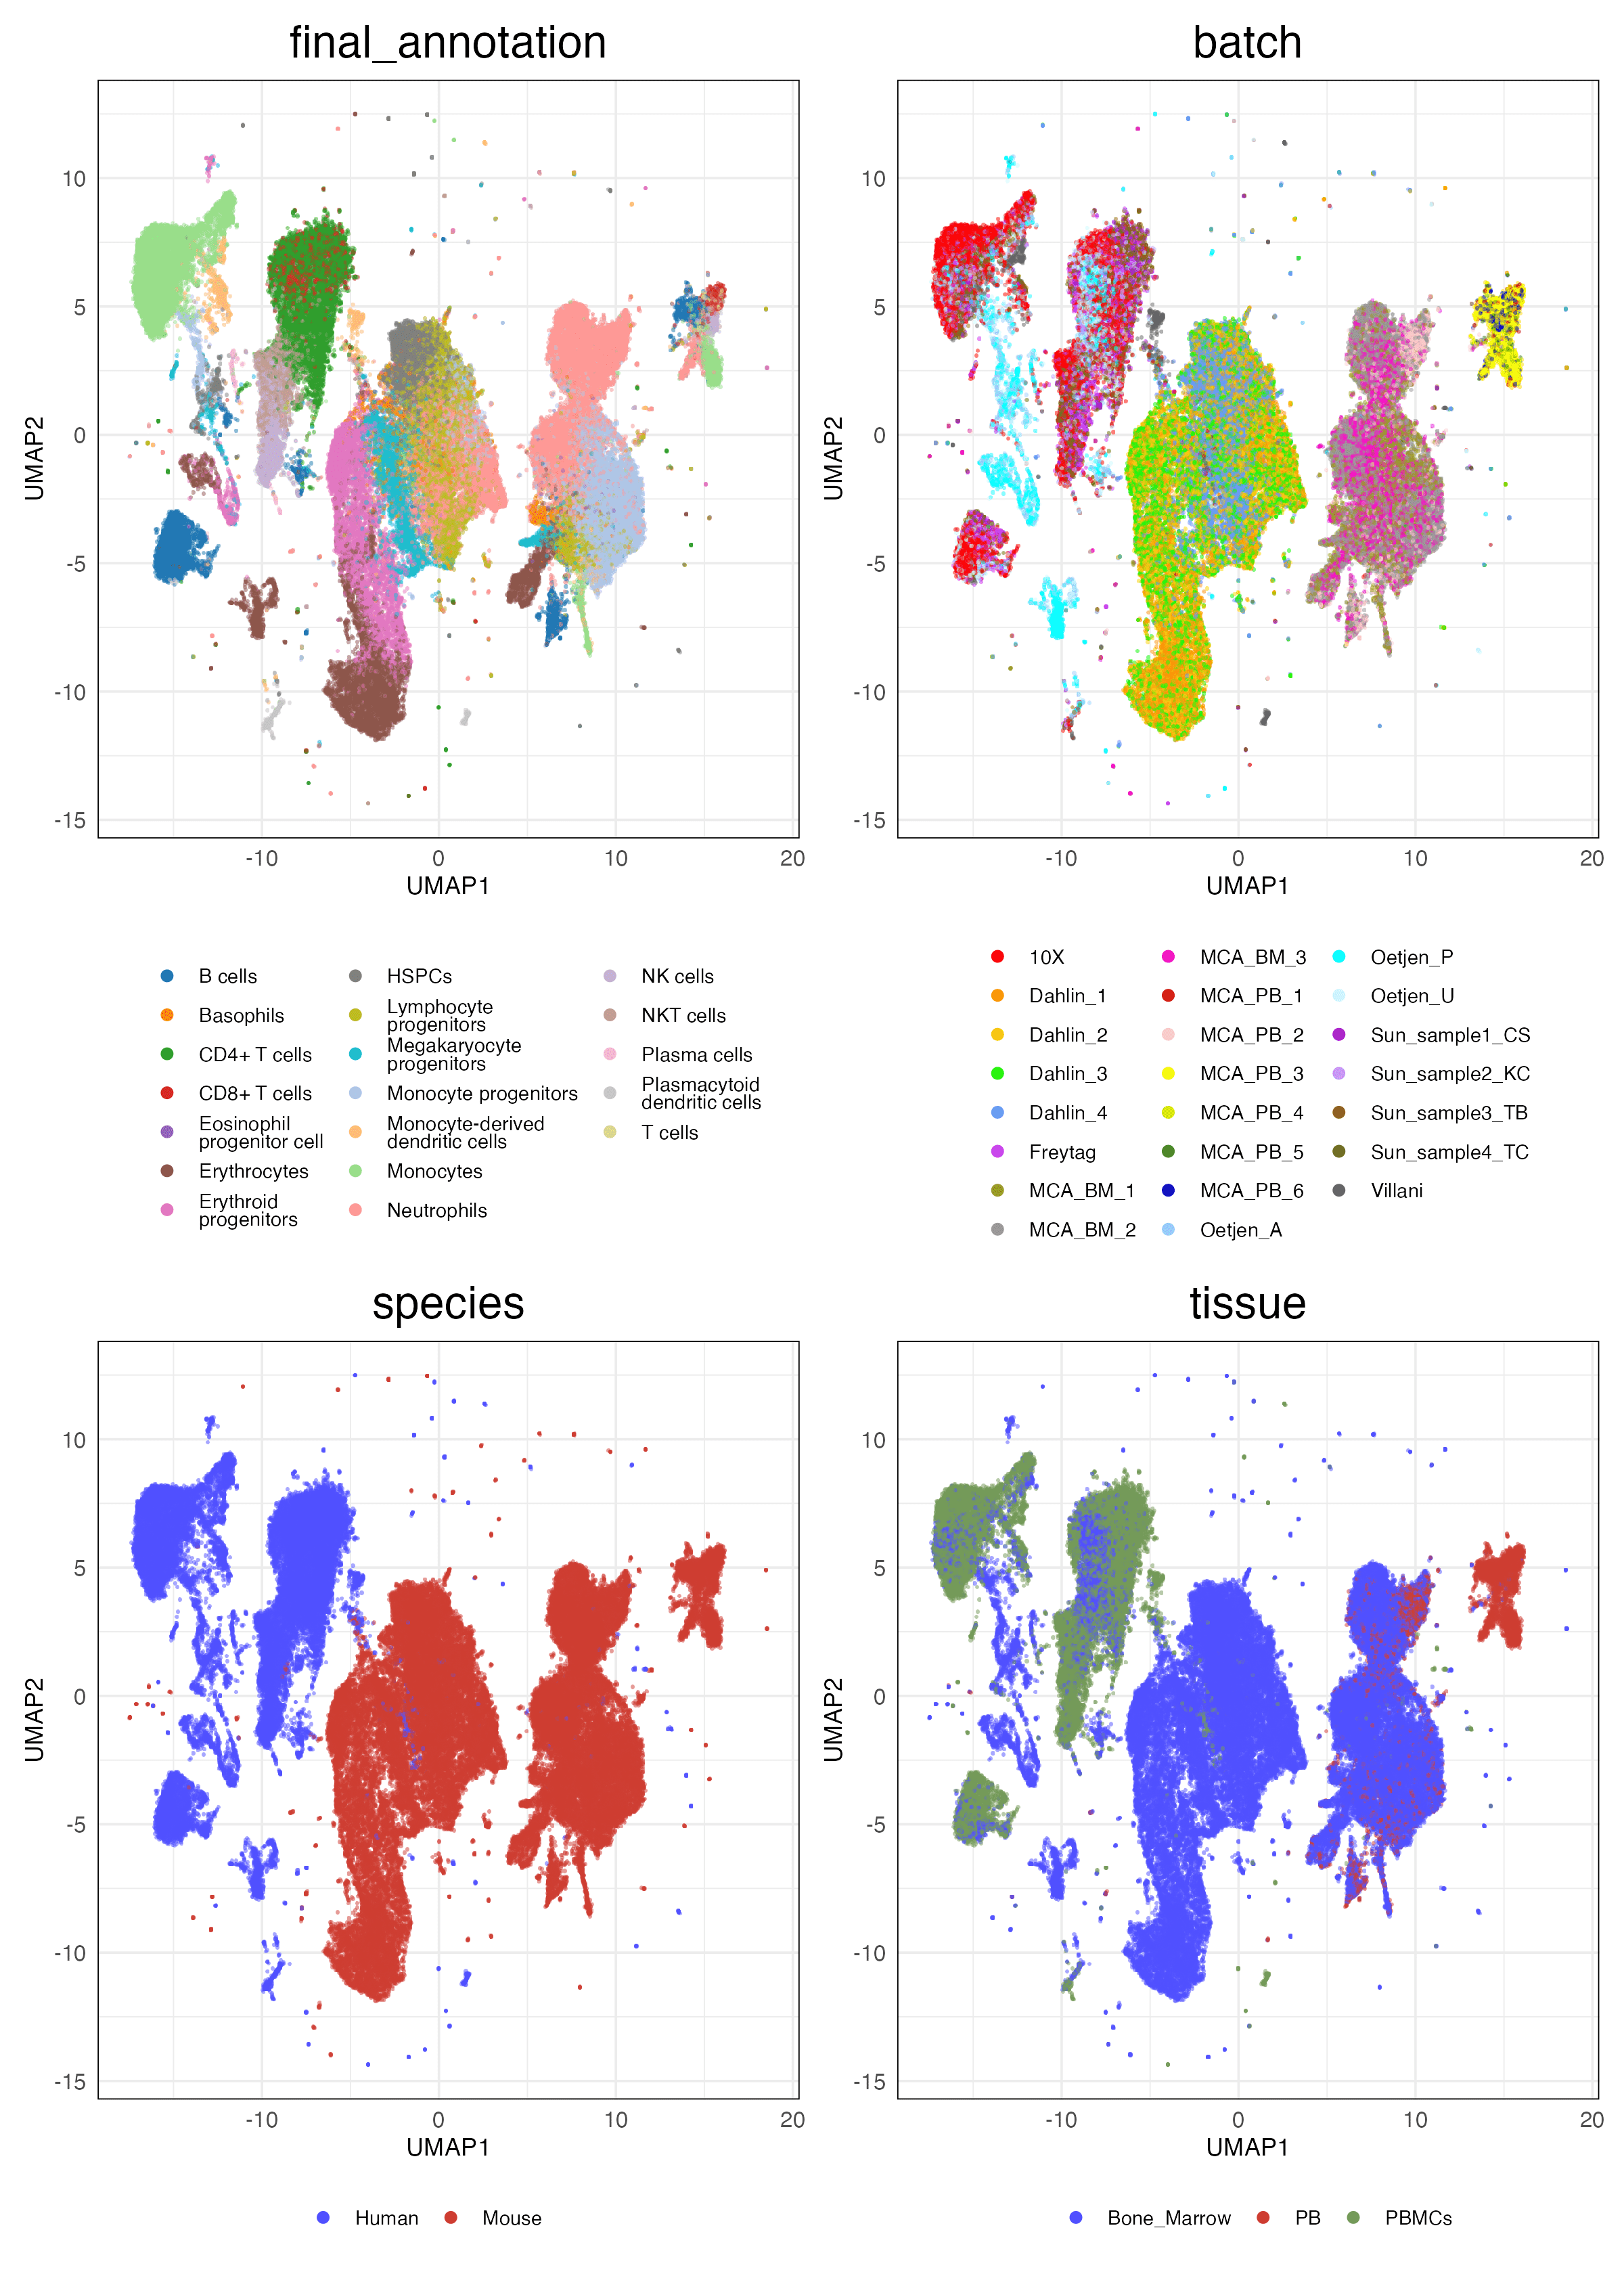 final_annotation
batch
10
5
0
-5
-10
-15
UMAP2
-10
0
10
20
UMAP1
10
5
0
-5
-10
-15
UMAP2
-10
0
10
20
UMAP1
B cells
Basophils
CD4+ T cells
CD8+ T cells
Eosinophil
progenitor cell
Erythrocytes
Erythroid
progenitors
HSPCs
Lymphocyte
progenitors
Megakaryocyte
progenitors
Monocyte progenitors
Monocyte-derived
dendritic cells
Monocytes
Neutrophils
NK cells
NKT cells
Plasma cells
Plasmacytoid
dendritic cells
T cells
10X
Dahlin_1
Dahlin_2
Dahlin_3
Dahlin_4
Freytag
MCA_BM_1
MCA_BM_2
MCA_BM_3
MCA_PB_1
MCA_PB_2
MCA_PB_3
MCA_PB_4
MCA_PB_5
MCA_PB_6
Oetjen_A
Oetjen_P
Oetjen_U
Sun_sample1_CS
Sun_sample2_KC
Sun_sample3_TB
Sun_sample4_TC
Villani
species
tissue
10
5
0
-5
-10
-15
UMAP2
-10
0
10
20
UMAP1
10
5
0
-5
-10
-15
UMAP2
-10
0
10
20
UMAP1
Human
Mouse
Bone_Marrow
PB
PBMCs